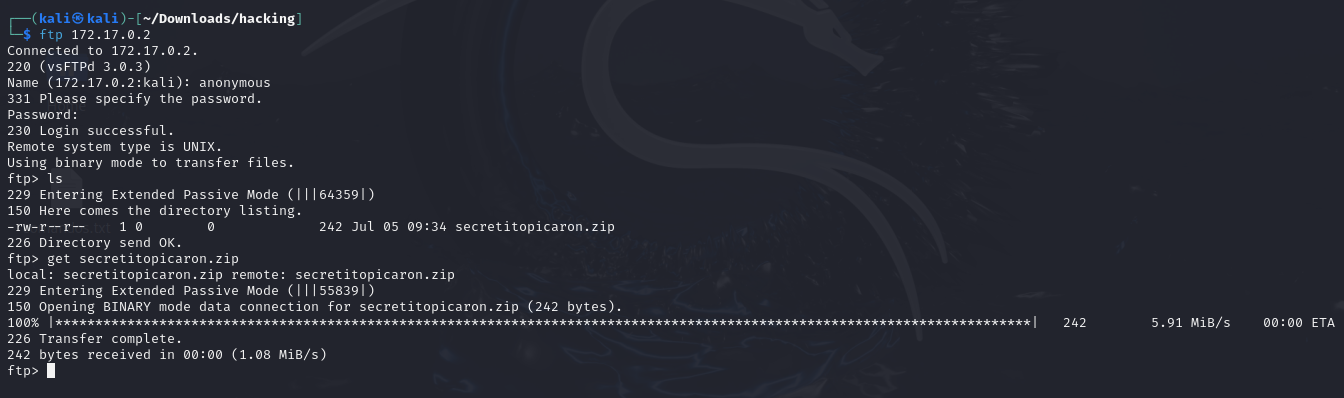 ┌──(kali㉿kali)-[~/Downloads/hacking]
└─$ ftp 172.17.0.2
Connected to 172.17.0.2.
220 (vsFTPd 3.0.3)
Name (172.17.0.2:kali): anonymous
331 Please specify the password.
Password:
230 Login successful.
Remote system type is UNIX.
Using binary mode to transfer files.
ftp> ls
229 Entering Extended Passive Mode (|||64359|)
150 Here comes the directory listing.
-rw-r--r--    1 0        0             242 Jul 05 09:34 secretitopicaron.zip
226 Directory send OK.
ftp> get secretitopicaron.zip
local: secretitopicaron.zip remote: secretitopicaron.zip
229 Entering Extended Passive Mode (|||55839|)
150 Opening BINARY mode data connection for secretitopicaron.zip (242 bytes).
100% |**************************************************************************************************************************|   242        5.91 MiB/s    00:00 ETA
226 Transfer complete.
242 bytes received in 00:00 (1.08 MiB/s)
ftp>